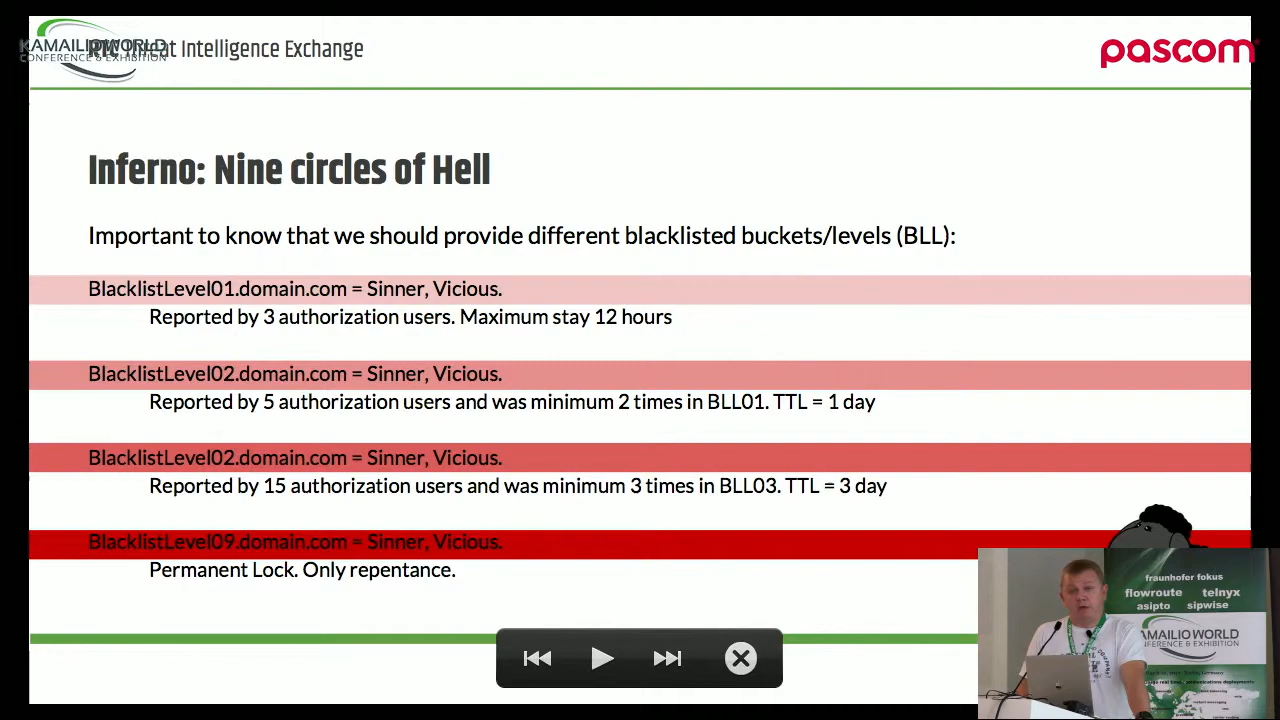 KAMAILIO WORLD
CONFERENCE & EXHIBITION
RTC Threat Intelligence Exchange
pascom
Inferno: Nine circles of Hell
Important to know that we should provide different blacklisted buckets/levels (BLL):
BlacklistLevel01.domain.com = Sinner, Vicious.
Reported by 3 authorization users. Maximum stay 12 hours
BlacklistLevel02.domain.com = Sinner, Vicious.
Reported by 5 authorization users and was minimum 2 times in BLL01. TTL = 1 day
BlacklistLevel02.domain.com = Sinner, Vicious.
Reported by 15 authorization users and was minimum 3 times in BLL03. TTL = 3 day
BlacklistLevel09.domain.com = Sinner, Vicious.
Permanent Lock. Only repentance.
fraunhofer fokus
flowroute telnyx
asipto sipwise
AMAILIO WORLD
ONFERENCE & EXHIBITION